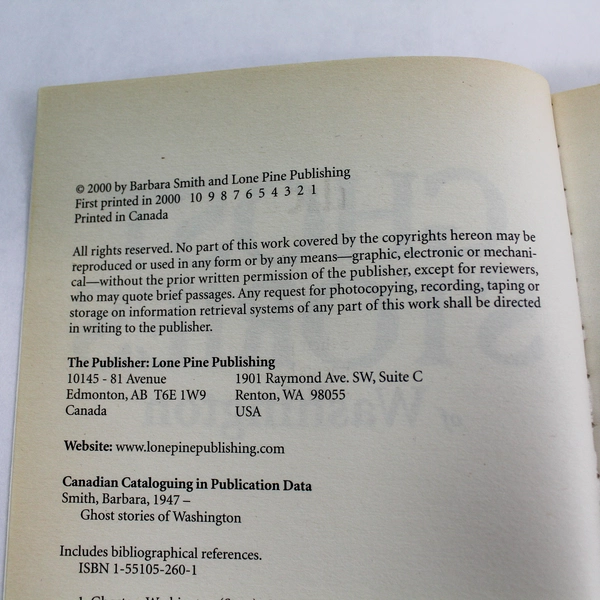 © 2000 by Barbara Smith and Lone Pine Publishing
First printed in 2000 10 9 8 7 6 5 4 3 2 1
Printed in Canada
All rights reserved. No part of this work covered by the copyrights hereon may be
reproduced or used in any form or by any means—graphic, electronic or mechani-
cal—without the prior written permission of the publisher, except for reviewers,
who may quote brief passages. Any request for photocopying, recording, taping or
storage on information retrieval systems of any part of this work shall be directed
in writing to the publisher.
The Publisher: Lone Pine Publishing
10145 - 81 Avenue 1901 Raymond Ave. SW, Suite C
Edmonton, AB T6E 1W9 Renton, WA 98055
Canada USA
Website: www.lonepinepublishing.com
Canadian Cataloguing in Publication Data
Smith, Barbara, 1947 –
Ghost stories of Washington
Includes bibliographical references.
ISBN 1-55105-260-1